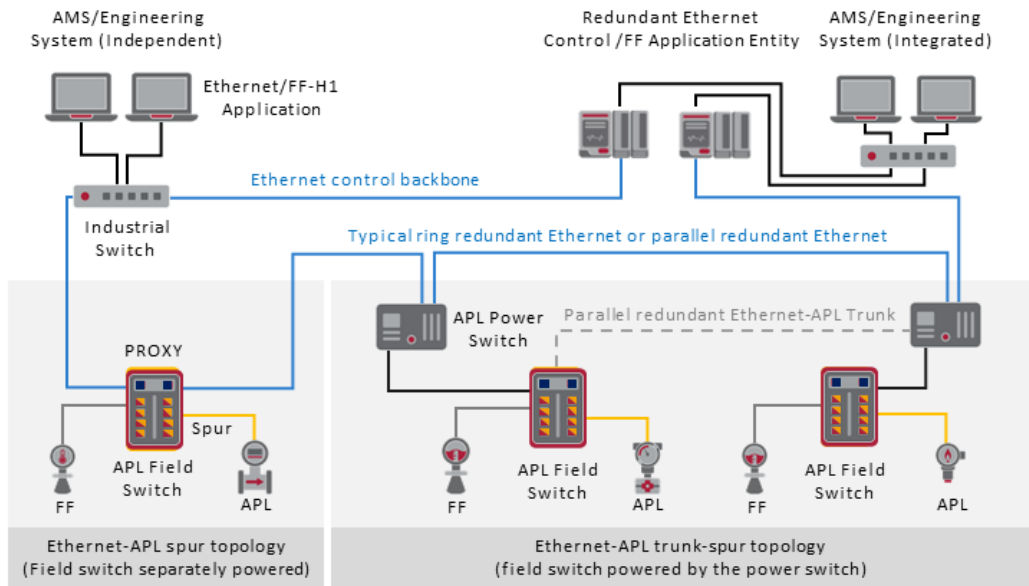 AMS/Engineering
System (Independent)
Redundant Ethernet
Control /FF Application Entity
AMS/Engineering
System (Integrated)
Ethernet/FF-H1
Application
Ethernet control backbone
Industrial
Switch
Typical ring redundant Ethernet or parallel redundant Ethernet
APL Power
Switch
Parallel redundant Ethernet-APL Trunk
PROXY
Spur
APL Field
Switch
FF
APL
APL Field
Switch
FF
APL
APL Field
Switch
FF
APL
Ethernet-APL spur topology
(Field switch separately powered)
Ethernet-APL trunk-spur topology
(field switch powered by the power switch)